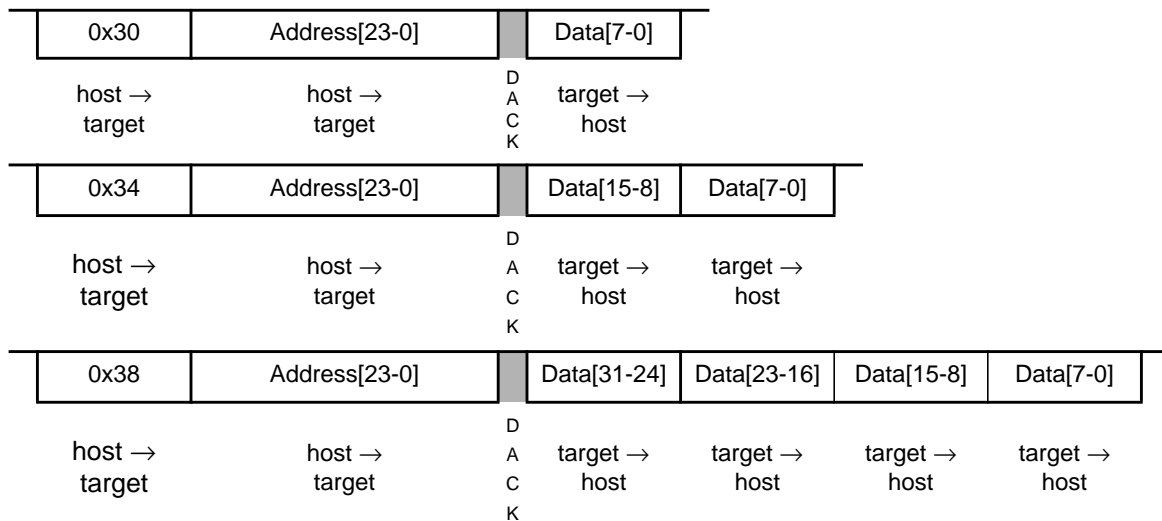 0x30 Address[23-0] Data[7-0]
host → target host → target DACK target → host
0x34 Address[23-0] Data[15-8] Data[7-0]
host → target host → target DACK target → host target → host
0x38 Address[23-0] Data[31-24] Data[23-16] Data[15-8] Data[7-0]
host → target host → target DACK target → host target → host target → host target → host